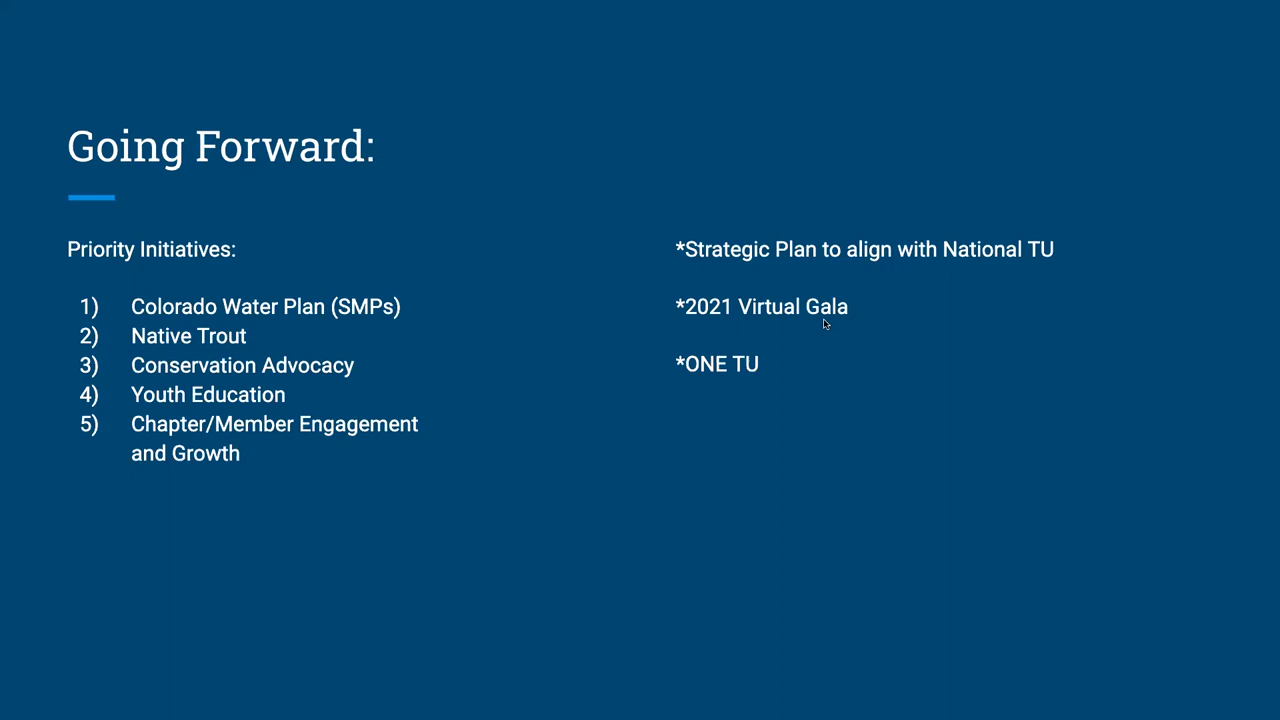 Going Forward:
Priority Initiatives:
1) Colorado Water Plan (SMPs)
2) Native Trout
3) Conservation Advocacy
4) Youth Education
5) Chapter/Member Engagement
and Growth
*Strategic Plan to align with National TU
*2021 Virtual Gala
*ONE TU